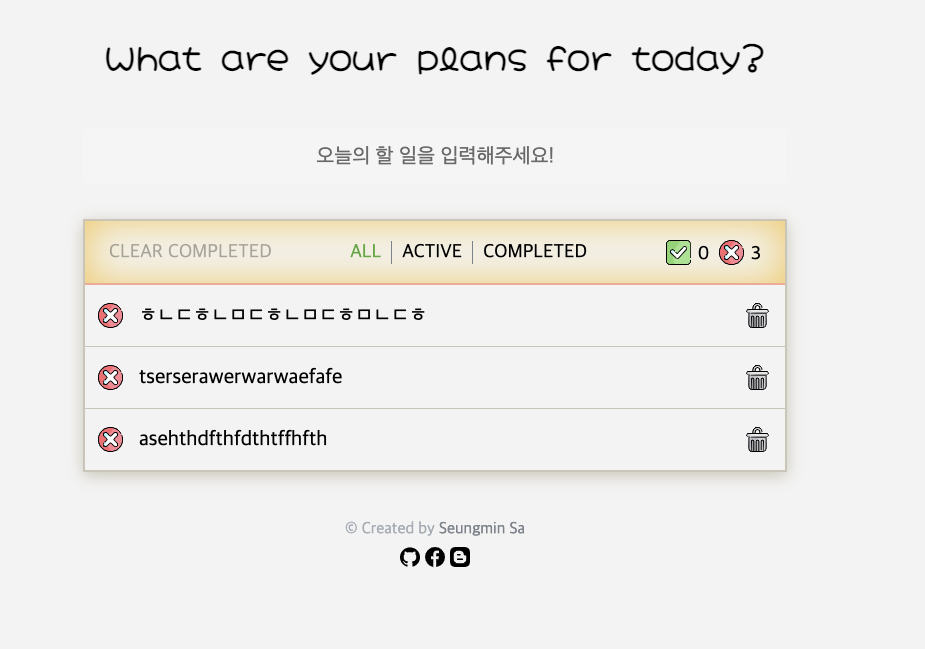 What are your plans for today?
오늘의 할 일을 입력해주세요!
CLEAR COMPLETED ALL ACTIVE COMPLETED 0 3
ㅎㄴㄷㅎㄴㅁㄷㅎㄴㅁㄷㅎㅁㄴㄷㅎ
tserserawerwarwaefafe
asehthdfthfdthtffhfth
© Created by Seungmin Sa